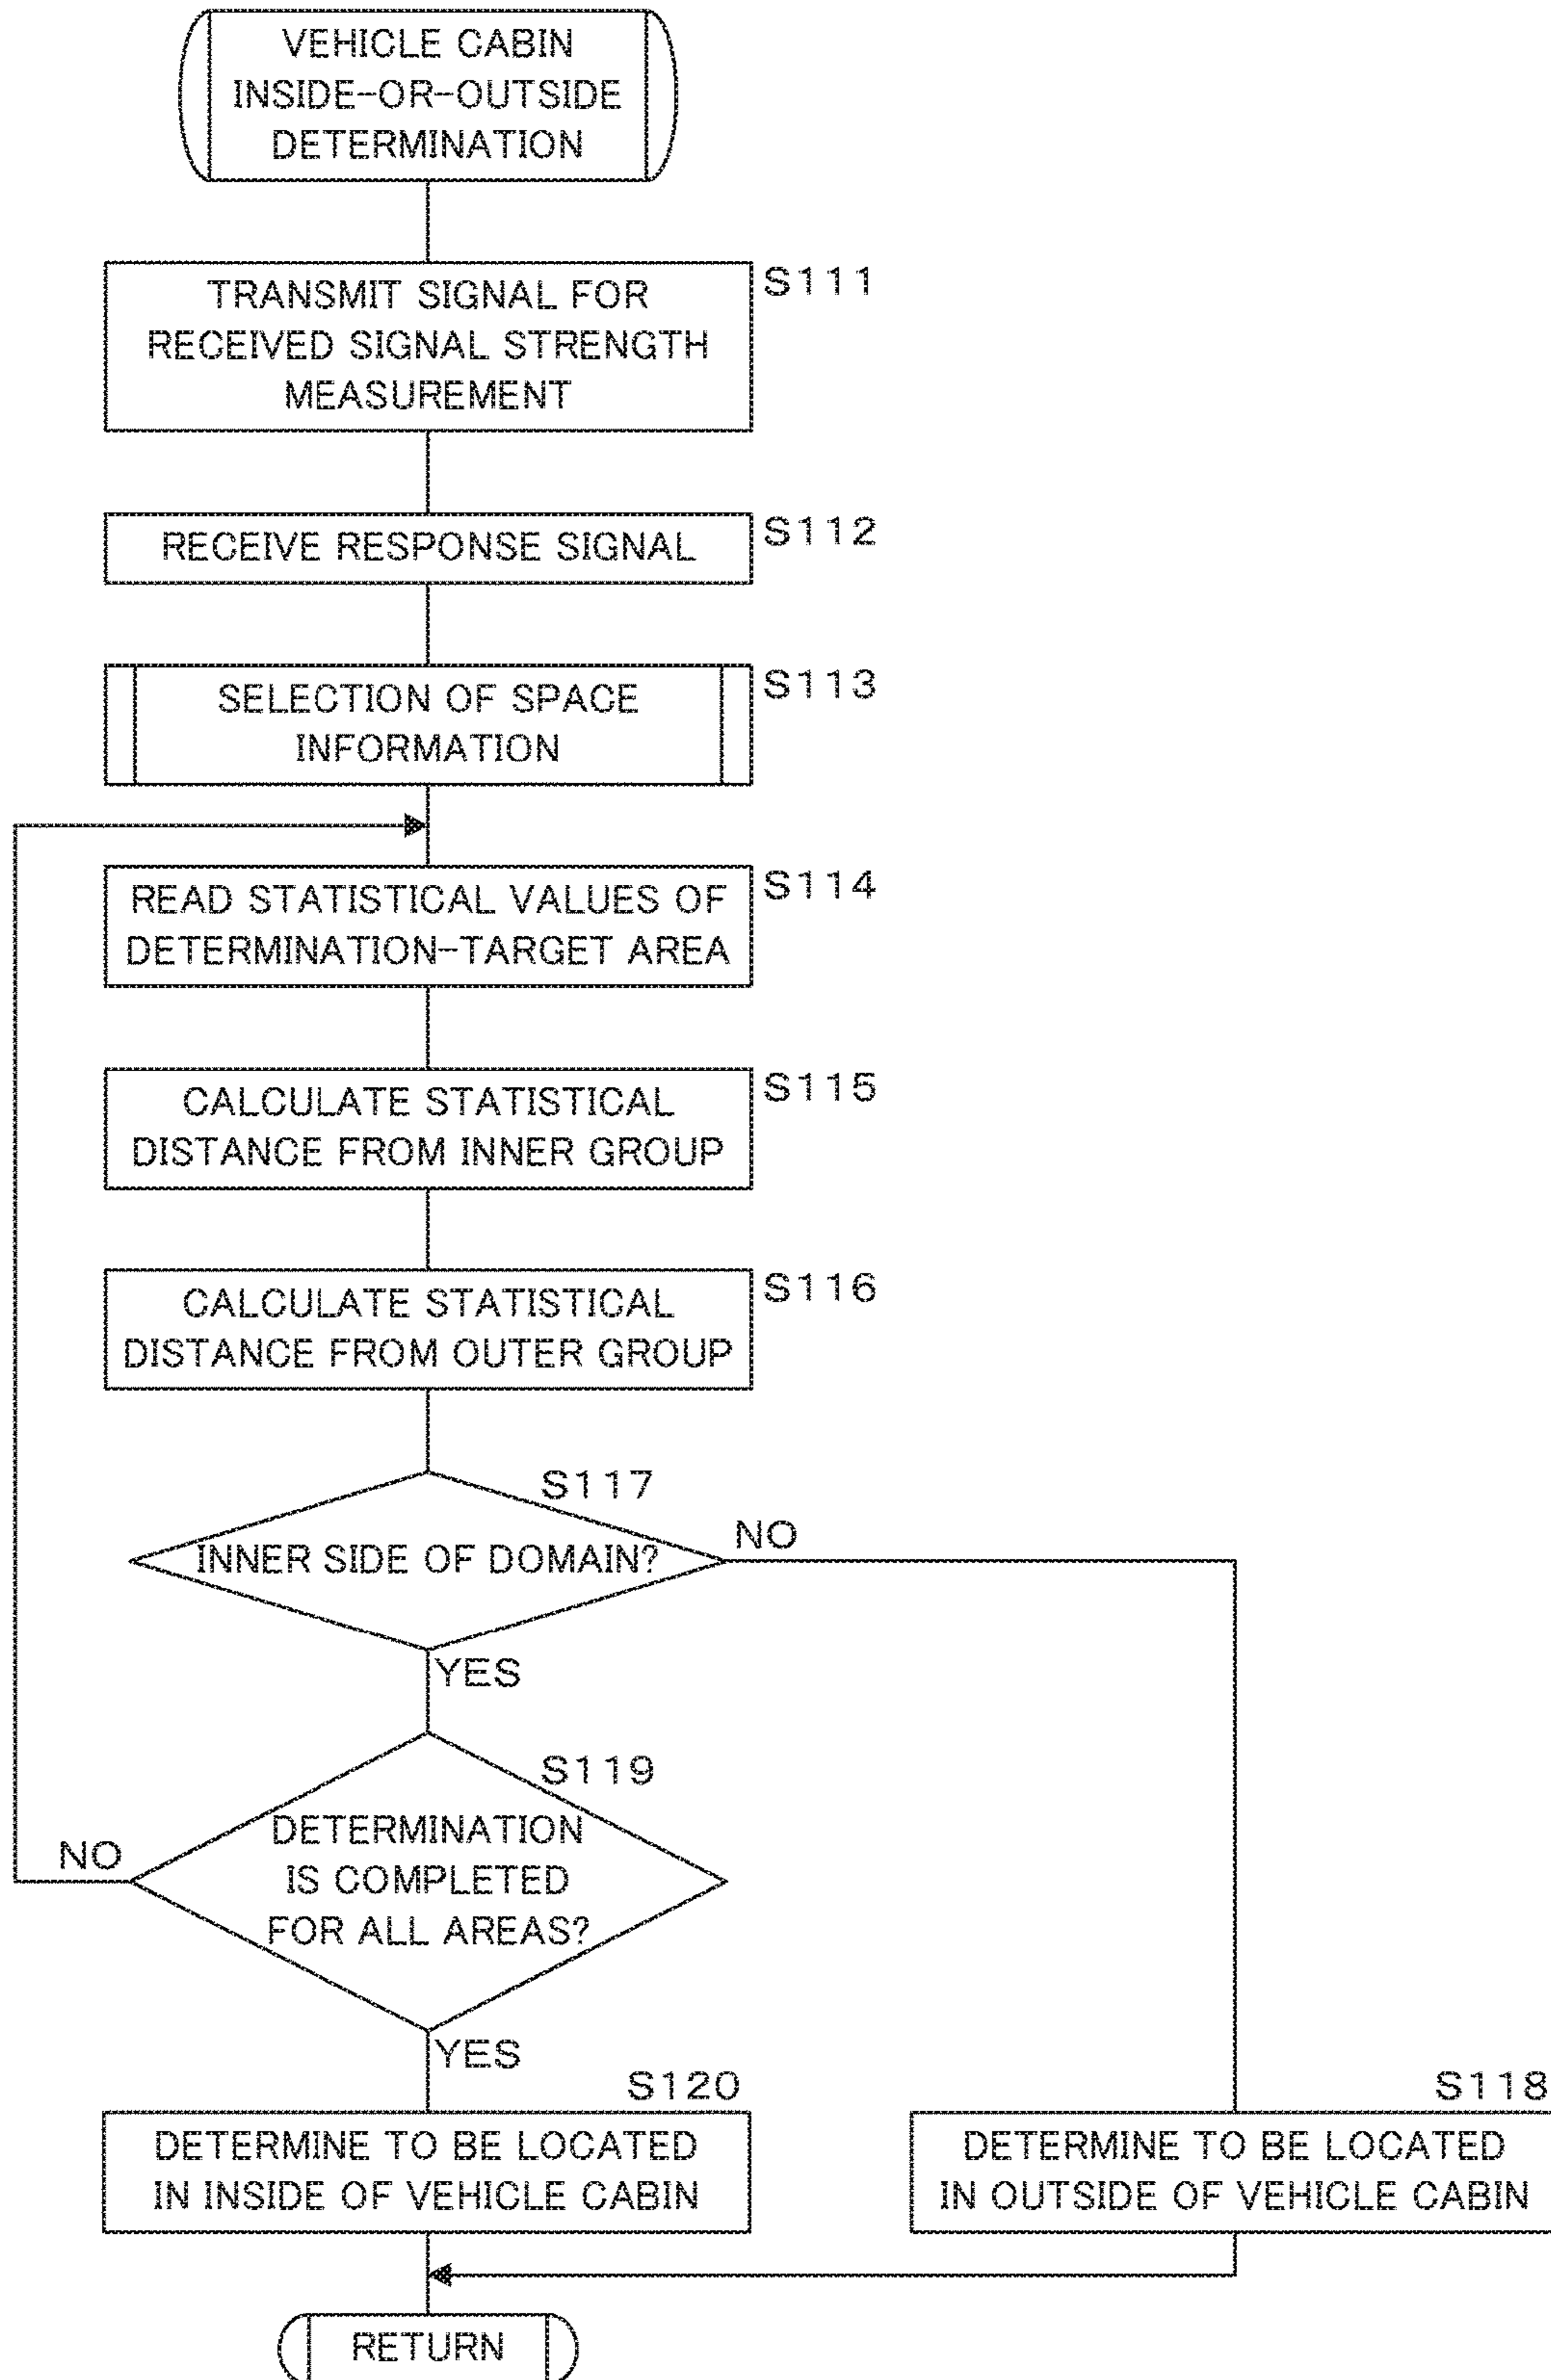 VEHICLE CABIN
INSIDE-OR-OUTSIDE
DETERMINATION
TRANSMIT SIGNAL FOR
RECEIVED SIGNAL STRENGTH
MEASUREMENT
S111
RECEIVE RESPONSE SIGNAL
S112
SELECTION OF SPACE
INFORMATION
S113
READ STATISTICAL VALUES OF
DETERMINATION-TARGET AREA
S114
CALCULATE STATISTICAL
DISTANCE FROM INNER GROUP
S115
CALCULATE STATISTICAL
DISTANCE FROM OUTER GROUP
S116
S117
INNER SIDE OF DOMAIN?
NO
YES
S119
DETERMINATION
IS COMPLETED
FOR ALL AREAS?
NO
YES
S120
DETERMINE TO BE LOCATED
IN INSIDE OF VEHICLE CABIN
S118
DETERMINE TO BE LOCATED
IN OUTSIDE OF VEHICLE CABIN
RETURN